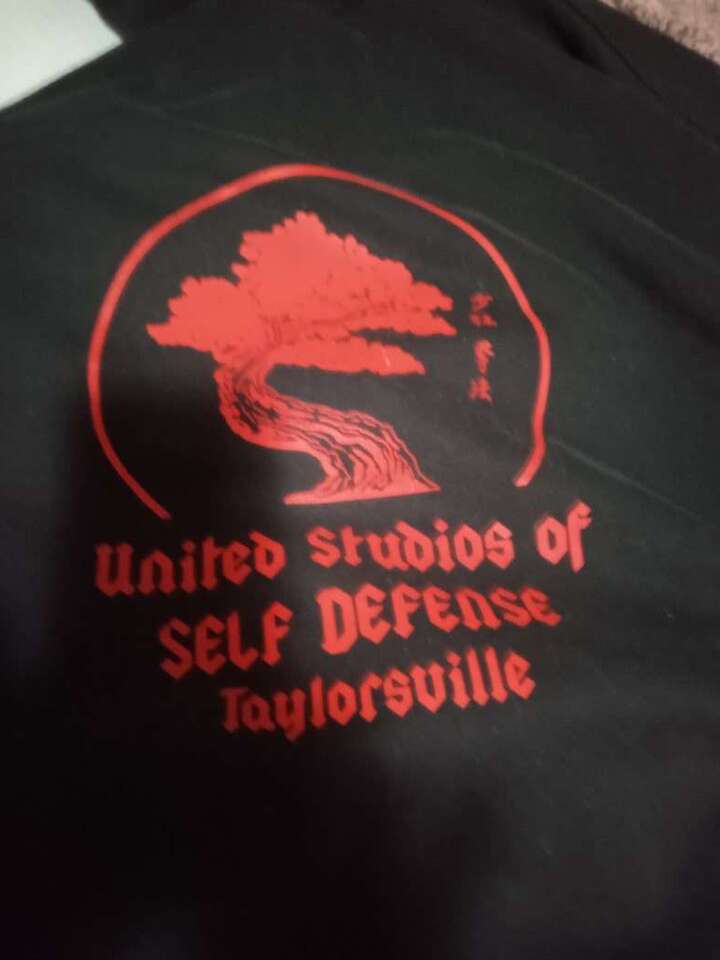 United Studios of
SELF DEFENSE
Taylorsville